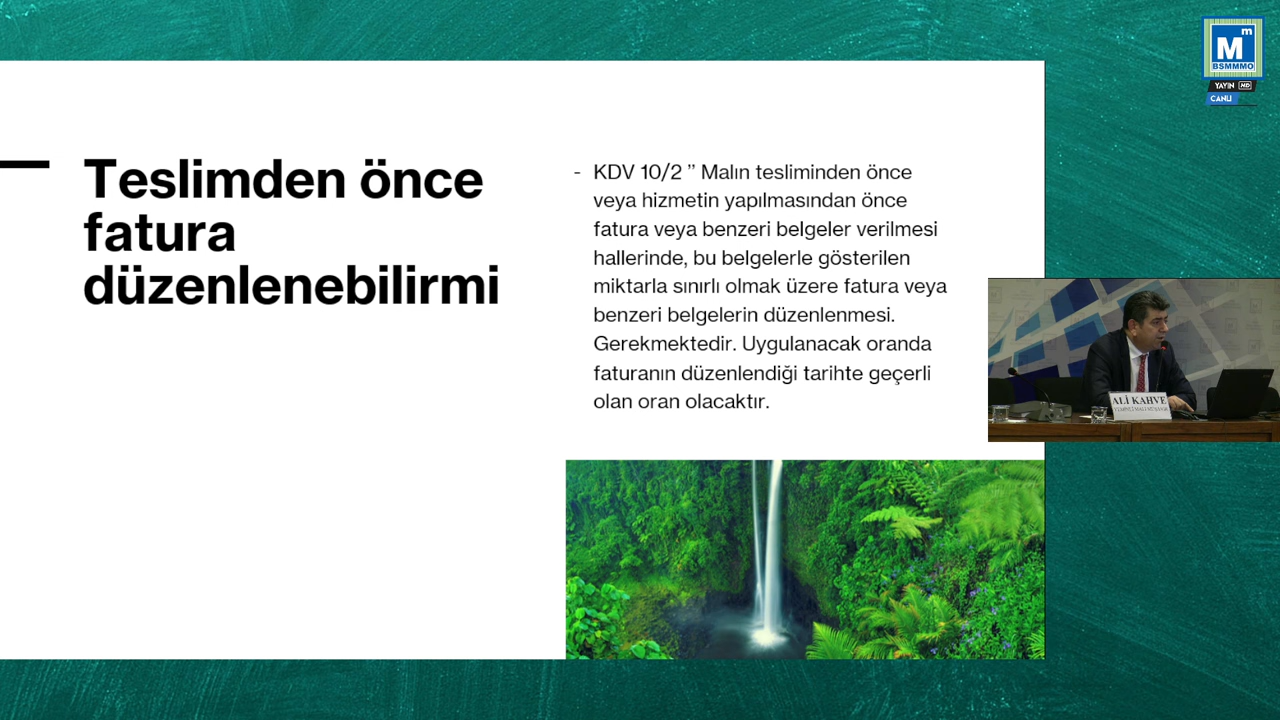 Teslimden önce
fatura
düzenlenebilirmi
- KDV 10/2 ” Malın tesliminden önce
veya hizmetin yapılmasından önce
fatura veya benzeri belgeler verilmesi
hallerinde, bu belgelerle gösterilen
miktarla sınırlı olmak üzere fatura veya
benzeri belgelerin düzenlenmesi.
Gerekmektedir. Uygulanacak oranda
faturanın düzenlendiği tarihte geçerli
olan oran olacaktır.
Mm
BSMMMO
YAYIN HD
CANLI
ALİ KAHVE